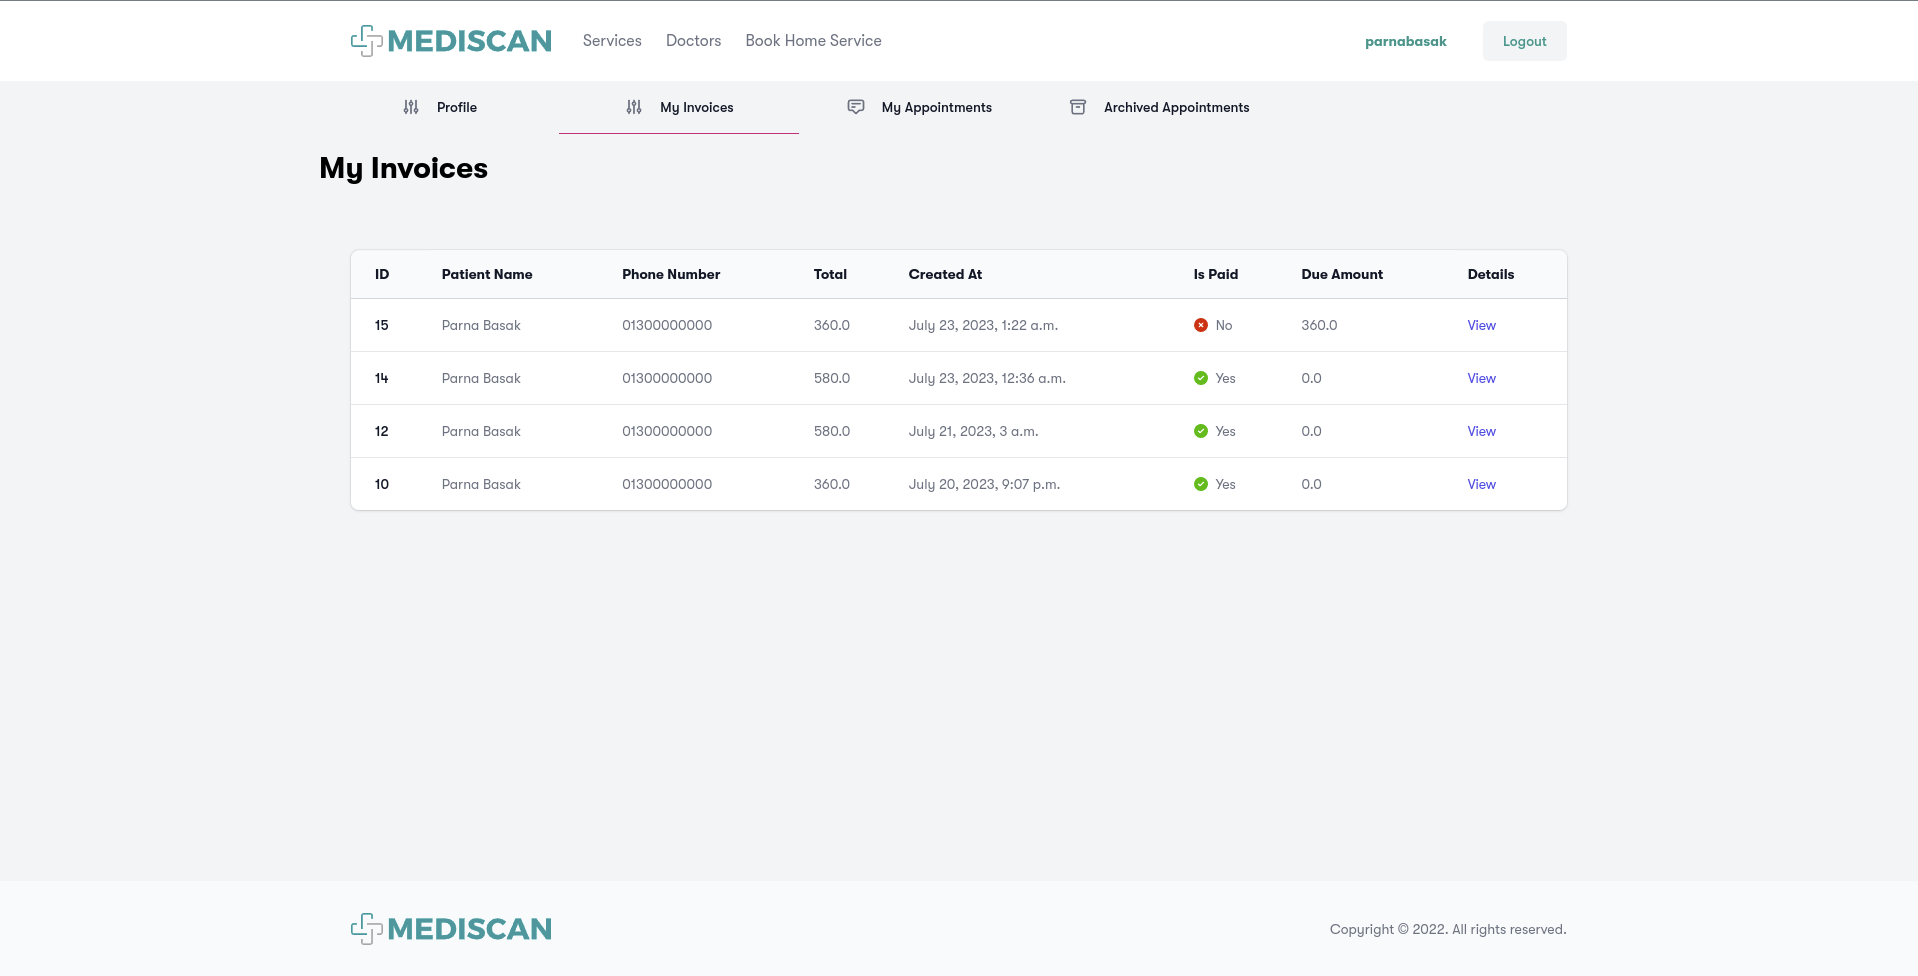 MEDISCAN Services Doctors Book Home Service parnabasak Logout
Profile My Invoices My Appointments Archived Appointments
My Invoices
ID Patient Name Phone Number Total Created At Is Paid Due Amount Details
15 Parna Basak 01300000000 360.0 July 23, 2023, 1:22 a.m. No 360.0 View
14 Parna Basak 01300000000 580.0 July 23, 2023, 12:36 a.m. Yes 0.0 View
12 Parna Basak 01300000000 580.0 July 21, 2023, 3 a.m. Yes 0.0 View
10 Parna Basak 01300000000 360.0 July 20, 2023, 9:07 p.m. Yes 0.0 View
MEDISCAN Copyright © 2022. All rights reserved.